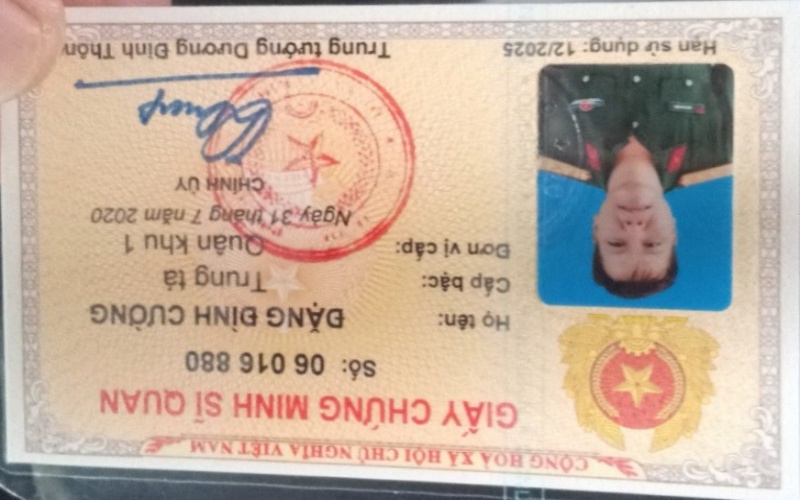 CỘNG HOÀ XÃ HỘI CHỦ NGHĨA VIỆT NAM
GIẤY CHỨNG MINH SĨ QUAN
Số: 06 016 880
Họ tên: ĐẶNG ĐÌNH CƯỜNG
Cấp bậc: Trung tá
Đơn vị cấp: Quân khu 1
Ngày 31 tháng 7 năm 2020
CHÍNH ỦY
Hạn sử dụng: 12/2025
Trung tướng Dương Đình Thôn